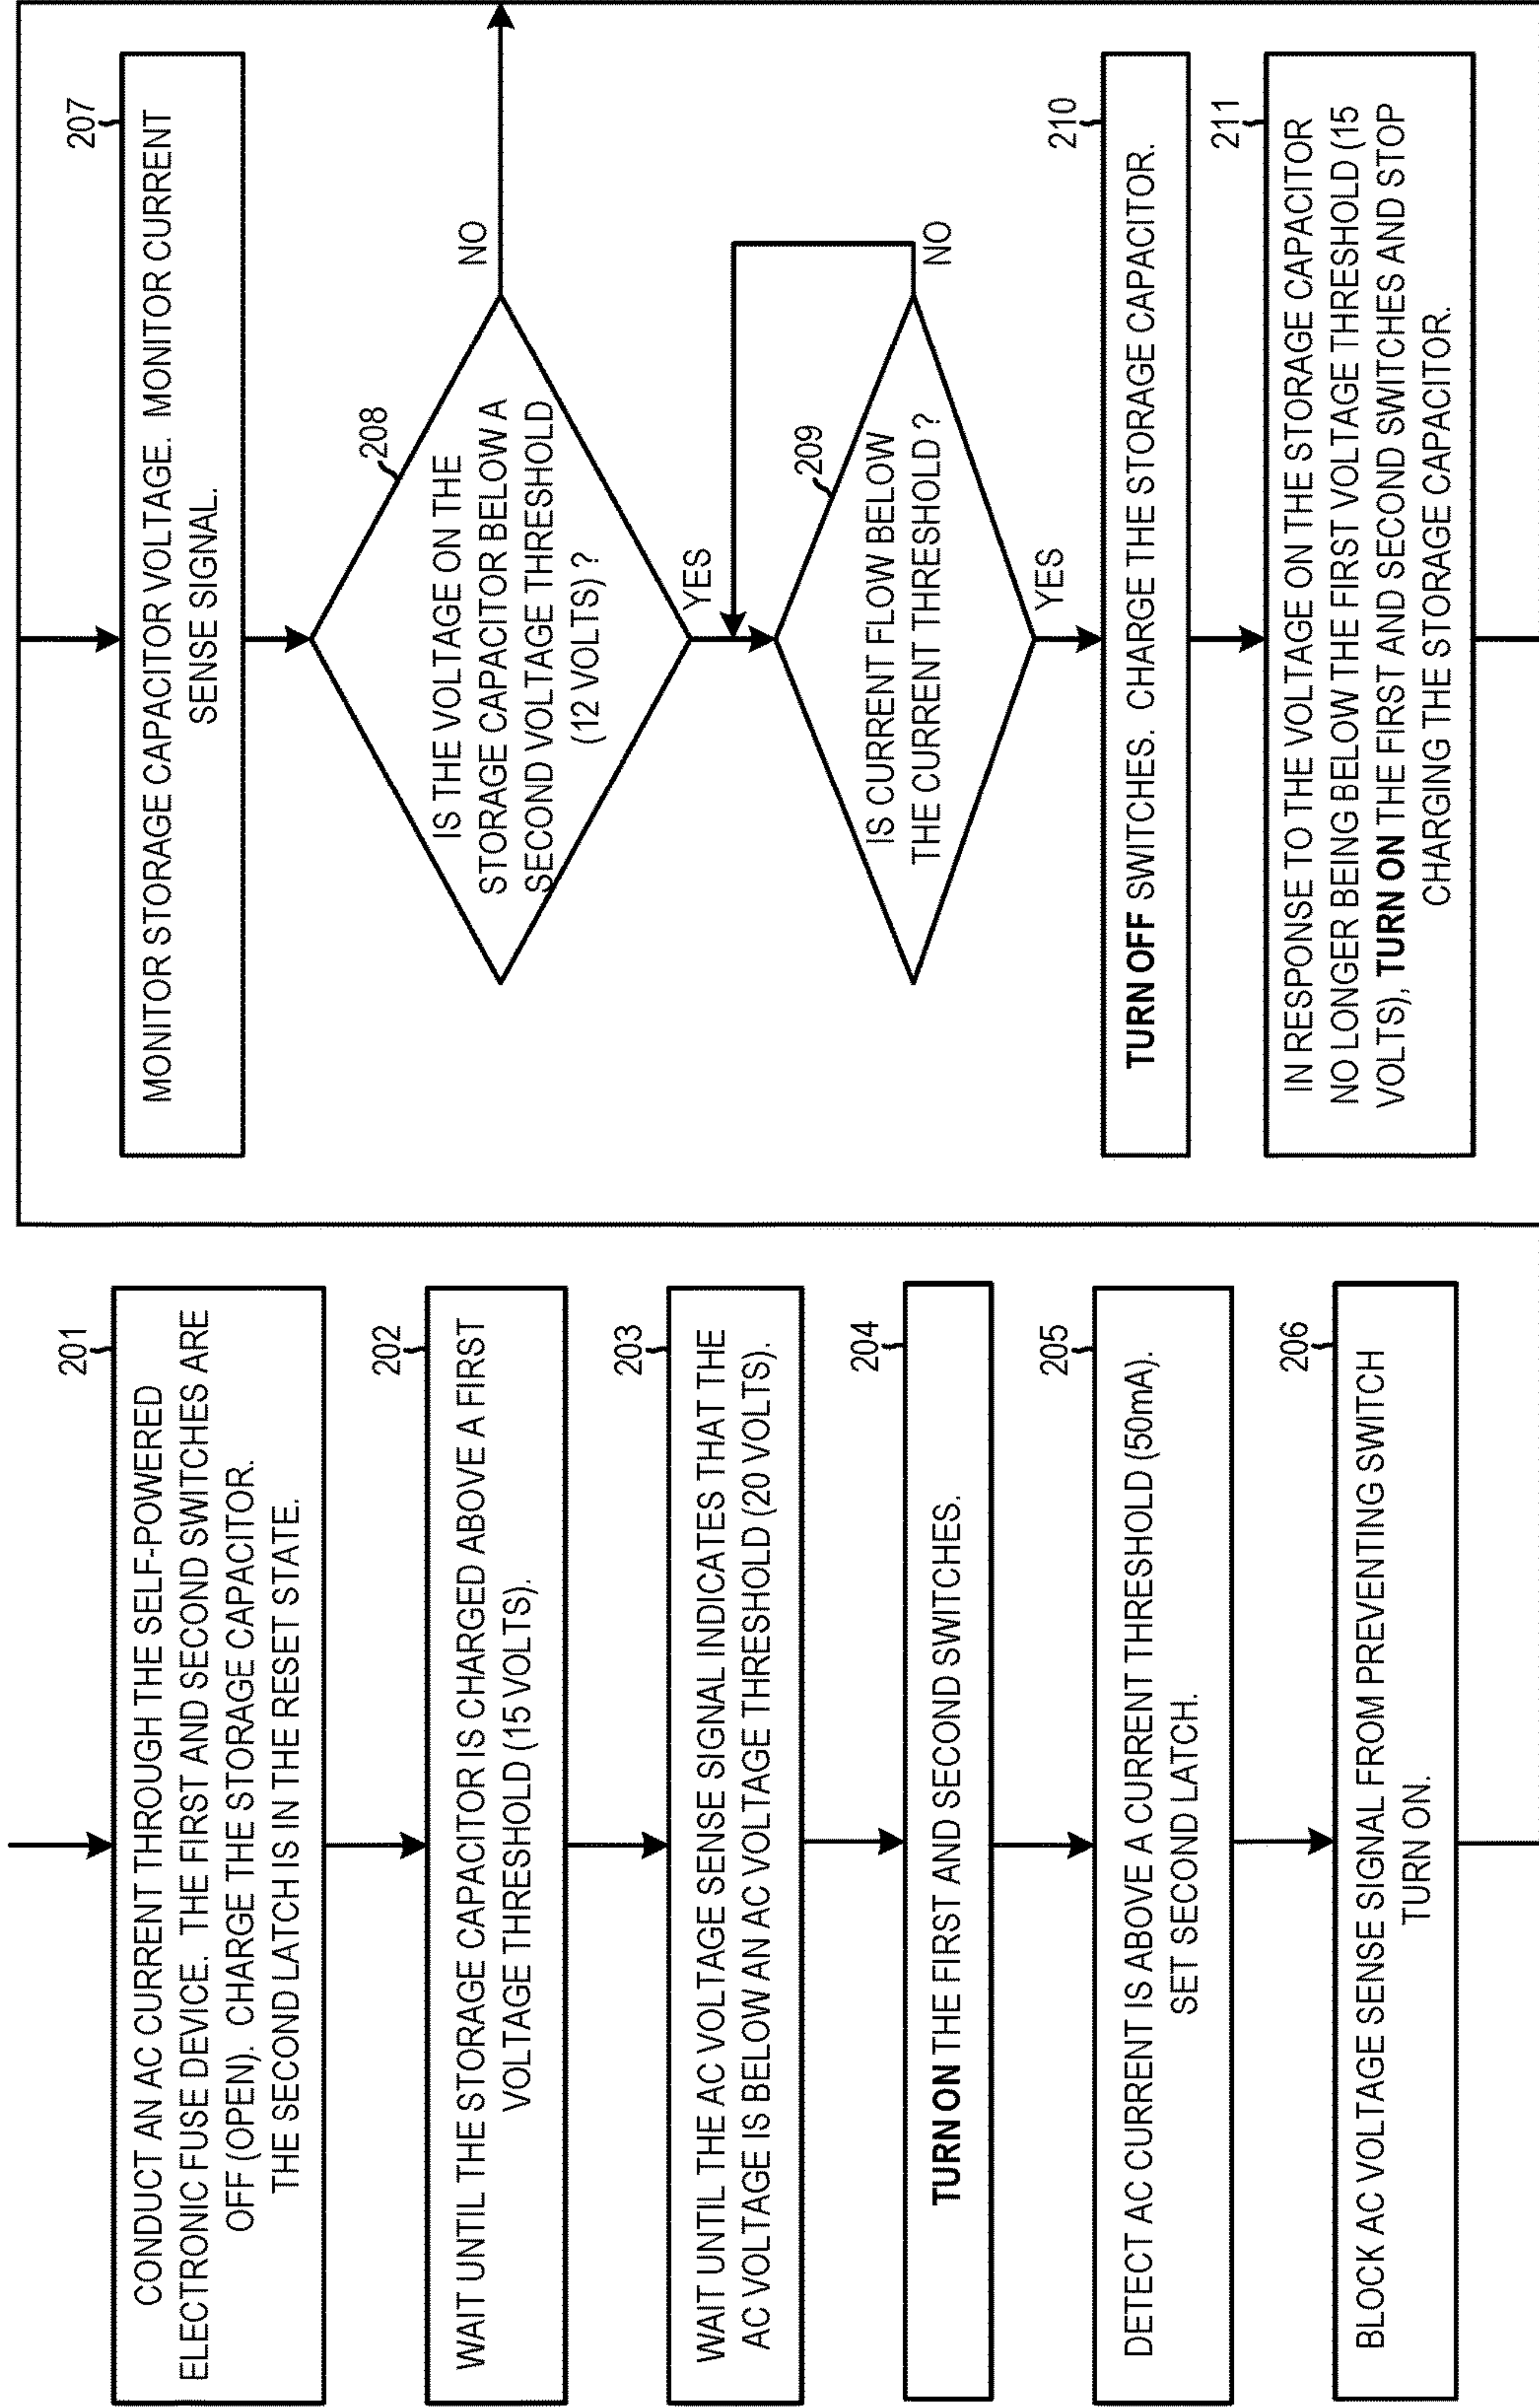 201
CONDUCT AN AC CURRENT THROUGH THE SELF-POWERED
ELECTRONIC FUSE DEVICE. THE FIRST AND SECOND SWITCHES ARE
OFF (OPEN). CHARGE THE STORAGE CAPACITOR.
THE SECOND LATCH IS IN THE RESET STATE.
202
WAIT UNTIL THE STORAGE CAPACITOR IS CHARGED ABOVE A FIRST
VOLTAGE THRESHOLD (15 VOLTS).
203
WAIT UNTIL THE AC VOLTAGE SENSE SIGNAL INDICATES THAT THE
AC VOLTAGE IS BELOW AN AC VOLTAGE THRESHOLD (20 VOLTS).
204
TURN ON THE FIRST AND SECOND SWITCHES.
205
DETECT AC CURRENT IS ABOVE A CURRENT THRESHOLD (50mA).
SET SECOND LATCH.
206
BLOCK AC VOLTAGE SENSE SIGNAL FROM PREVENTING SWITCH
TURN ON.
207
MONITOR STORAGE CAPACITOR VOLTAGE. MONITOR CURRENT
SENSE SIGNAL.
208
IS THE VOLTAGE ON THE
STORAGE CAPACITOR BELOW A
SECOND VOLTAGE THRESHOLD
(12 VOLTS) ?
NO
YES
209
IS CURRENT FLOW BELOW
THE CURRENT THRESHOLD ?
NO
YES
210
TURN OFF SWITCHES. CHARGE THE STORAGE CAPACITOR.
211
IN RESPONSE TO THE VOLTAGE ON THE STORAGE CAPACITOR
NO LONGER BEING BELOW THE FIRST VOLTAGE THRESHOLD (15
VOLTS), TURN ON THE FIRST AND SECOND SWITCHES AND STOP
CHARGING THE STORAGE CAPACITOR.